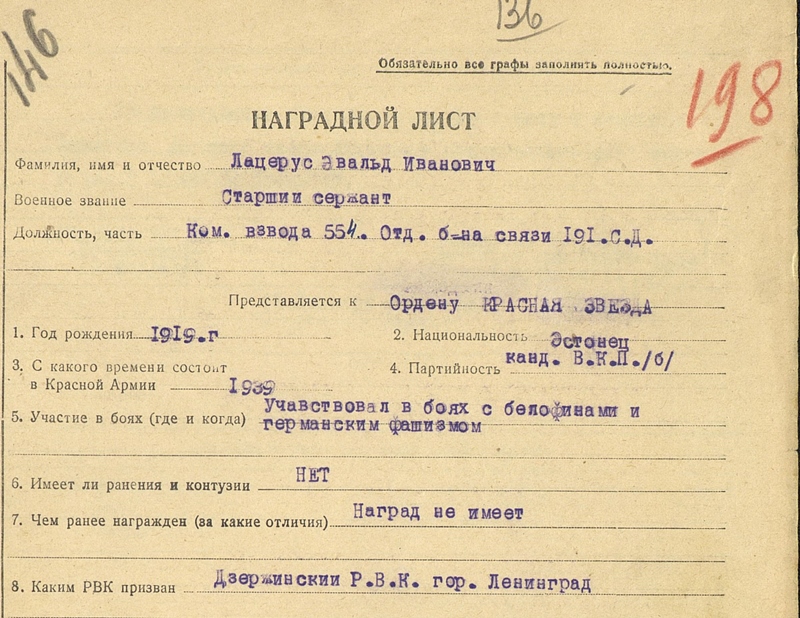 136
146
Обязательно все графы заполнить полностью.
198
НАГРАДНОЙ ЛИСТ
Фамилия, имя и отчество Лацерус Эвальд Иванович
Военное звание Старшии сержант
Должность, часть Ком. взвода 554. Отд. б-на связи 191.С.Д.
Представляется к Ордену КРАСНАЯ ЗВЕЗДА
1. Год рождения 1919.г 2. Национальность Эстонец
3. С какого времени состоит 4. Партийность канд. В.К.П./б/
в Красной Армии 1939
5. Участие в боях (где и когда) Учавствовал в боях с белофинами и
германским фашизмом
6. Имеет ли ранения и контузии НЕТ
7. Чем ранее награжден (за какие отличия) Наград не имеет
8. Каким РВК призван Дзержинскии Р.В.К. гор. Ленинград